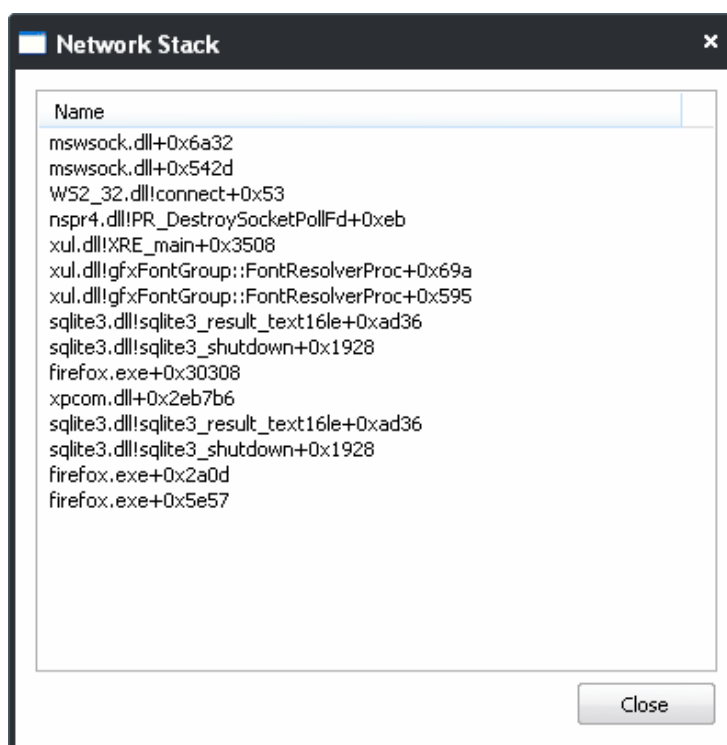 Network Stack
Name
mswsock.dll+0x6a32
mswsock.dll+0x542d
WS2_32.dll!connect+0x53
nspr4.dll!PR_DestroySocketPollFd+0xeb
xul.dll!XRE_main+0x3508
xul.dll!gfxFontGroup::FontResolverProc+0x69a
xul.dll!gfxFontGroup::FontResolverProc+0x595
sqlite3.dll!sqlite3_result_text16le+0xad36
sqlite3.dll!sqlite3_shutdown+0x1928
firefox.exe+0x30308
xpcom.dll+0x2eb7b6
sqlite3.dll!sqlite3_result_text16le+0xad36
sqlite3.dll!sqlite3_shutdown+0x1928
firefox.exe+0x2a0d
firefox.exe+0x5e57
Close